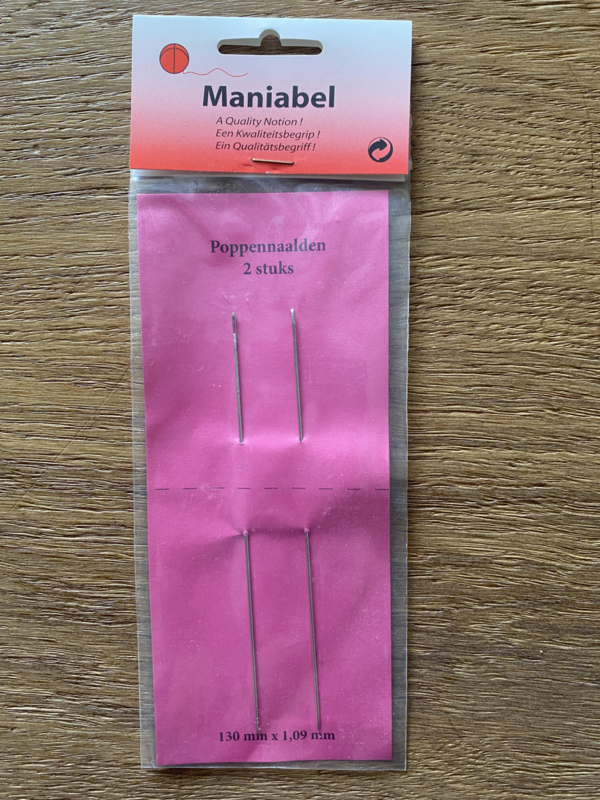 Maniabel
A Quality Notion !
Een Kwaliteitsbegrip !
Ein Qualitätsbegriff !
Poppennaalden
2 stuks
130 mm x 1,09 mm